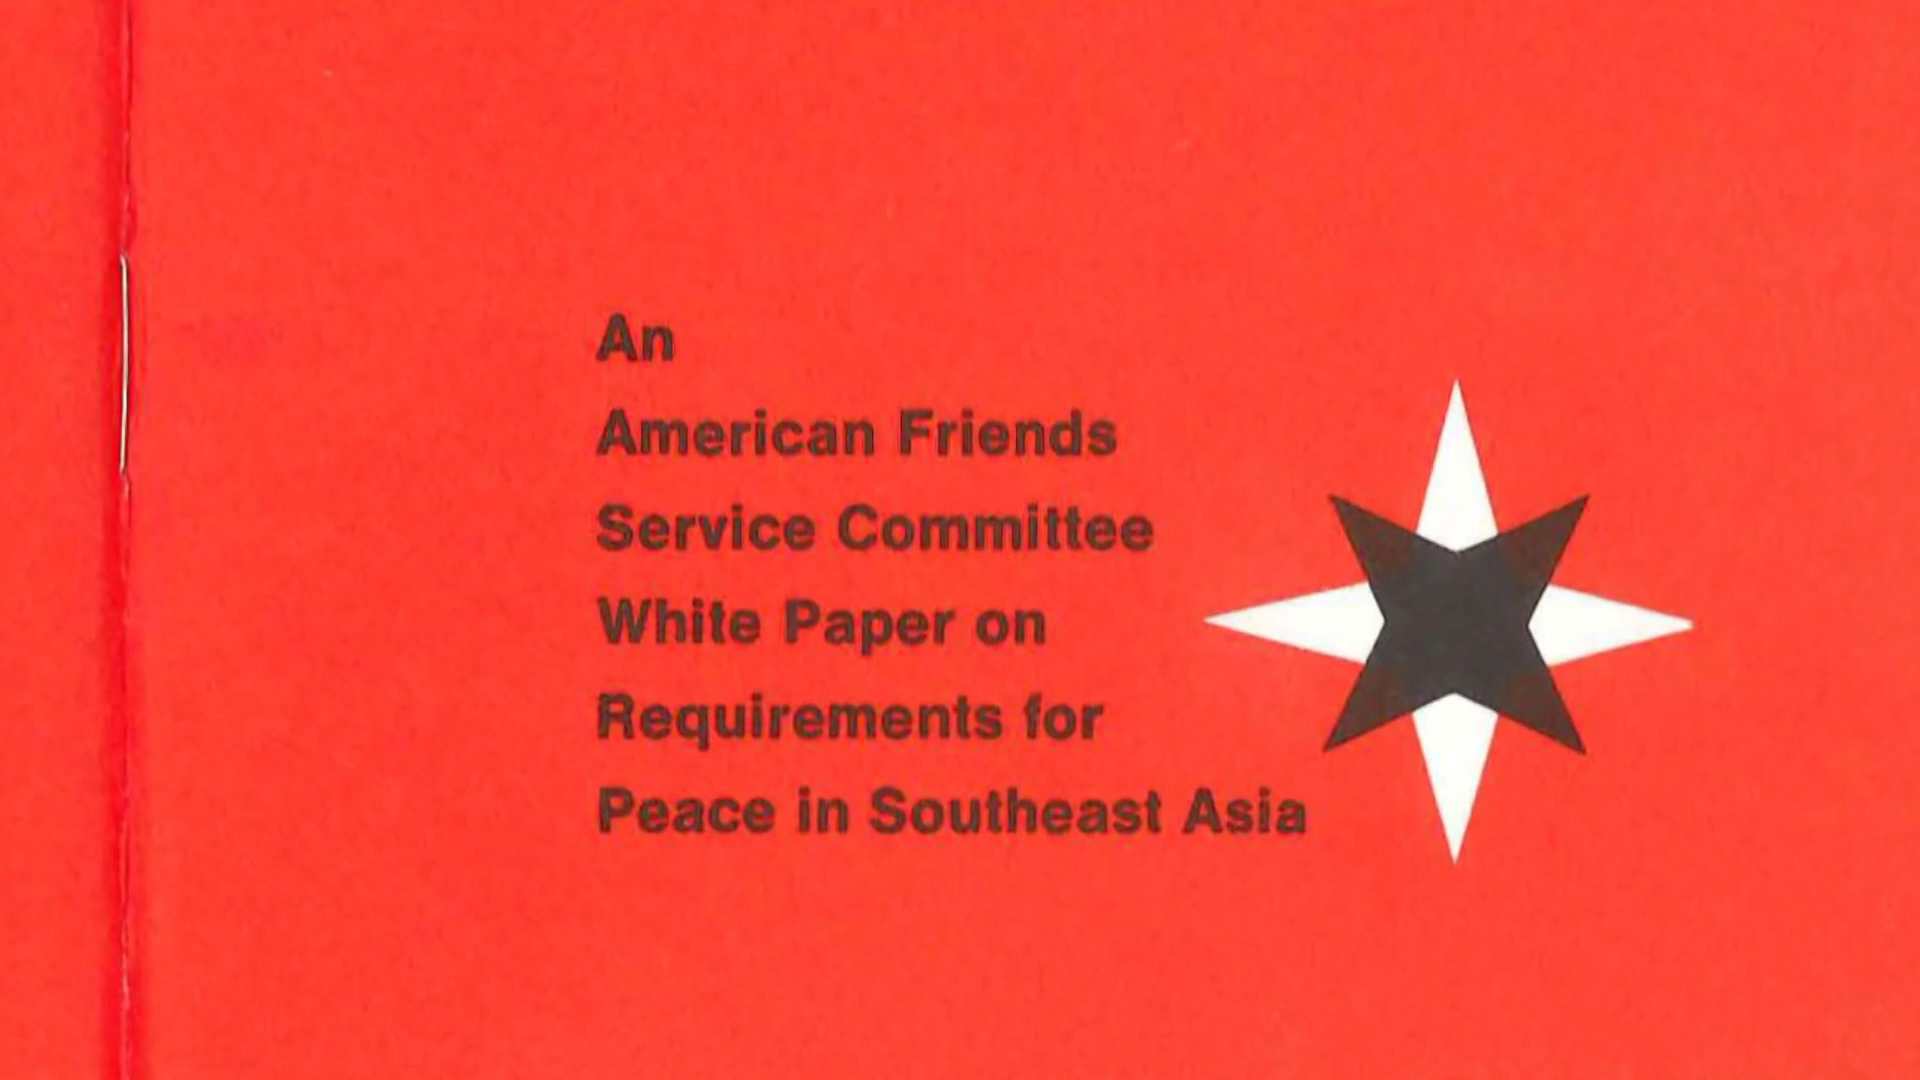 An
American Friends
Service Committee
White Paper on
Requirements for
Peace in Southeast Asia